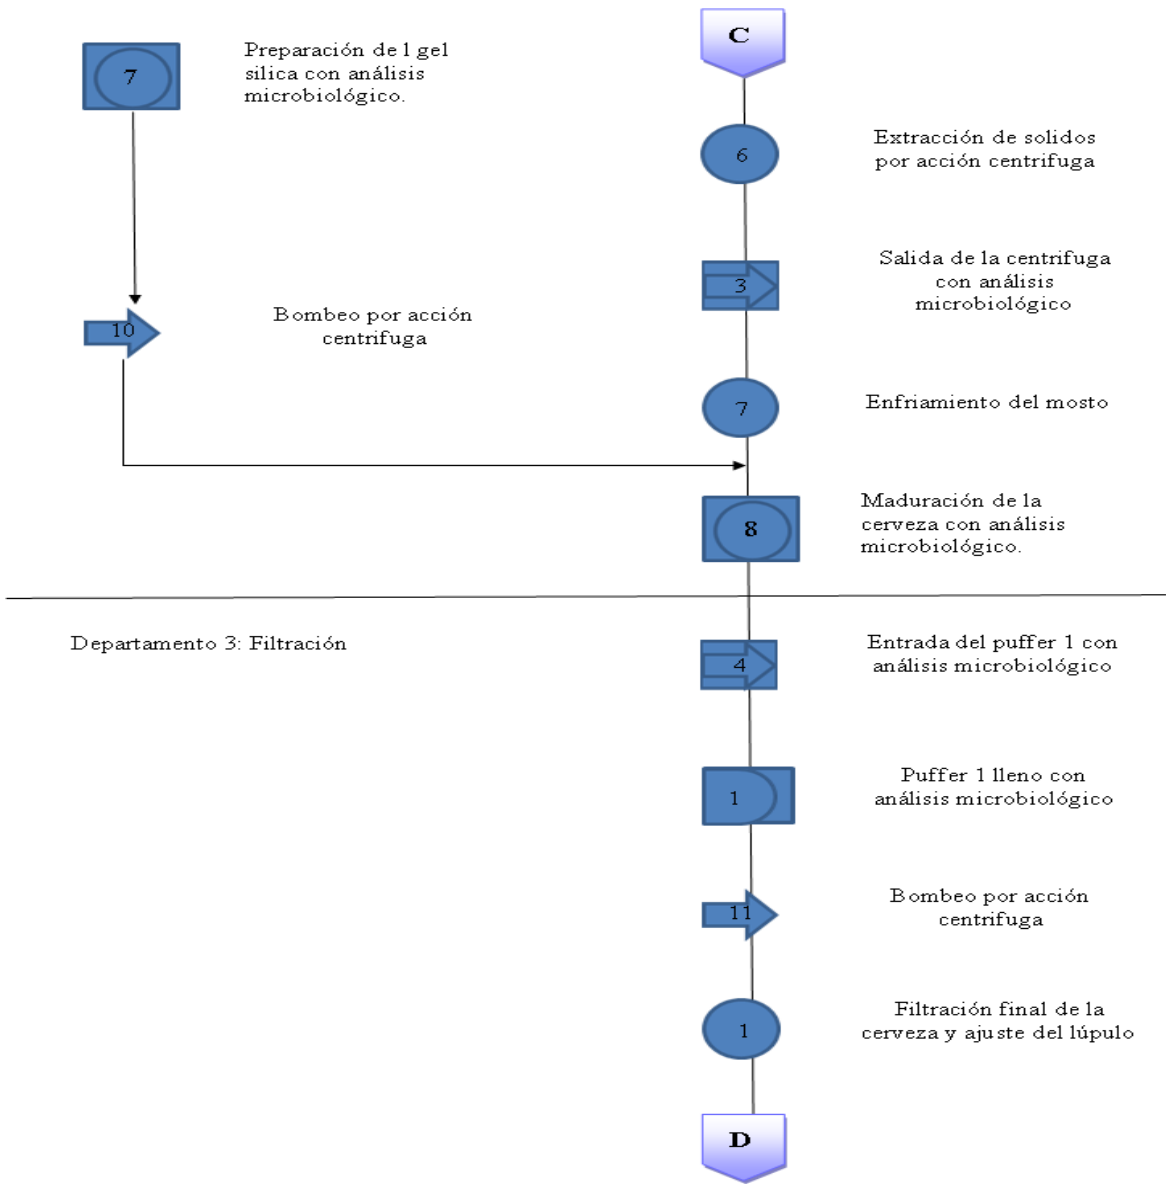 C
7
Preparación de l gel
silica con análisis
microbiológico.
6
Extracción de solidos
por acción centrifuga
3
Salida de la centrifuga
con análisis
microbiológico
10
Bombeo por acción
centrifuga
7
Enfriamiento del mosto
8
Maduración de la
cerveza con análisis
microbiológico.
Departamento 3: Filtración
4
Entrada del puffer 1 con
análisis microbiológico
1
Puffer 1 lleno con
análisis microbiológico
11
Bombeo por acción
centrifuga
1
Filtración final de la
cerveza y ajuste del lúpulo
D